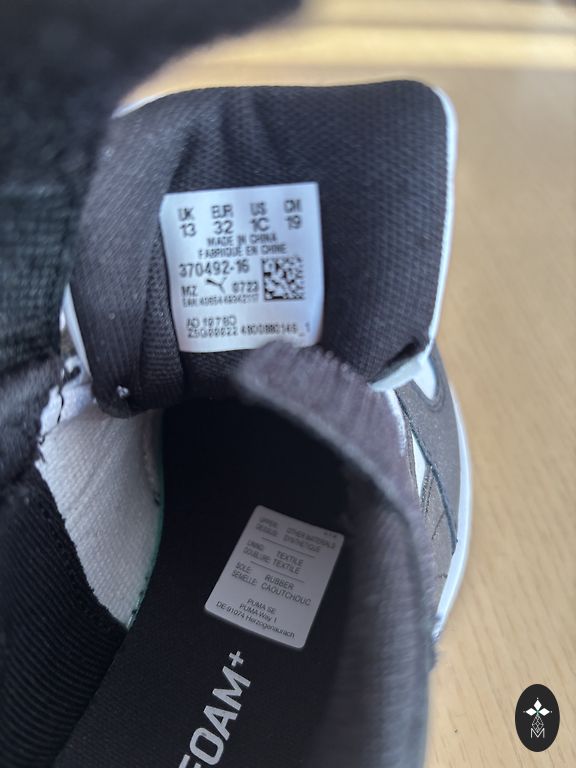 UK EUR US CM
13 32 1C 19
MADE IN CHINA
FABRIQUÉ EN CHINE
370492-16
MZ 0723
EAN:
UPPER: OTHER MATERIALS
DESSUS: SYNTHETIQUE
LINING: TEXTILE
DOUBLURE: TEXTILE
SOLE: RUBBER
SEMELLE: CAOUTCHOUC
PUMA SE
PUMA Way 1
DE-91074 Herzogenaurach
FOAM+
M